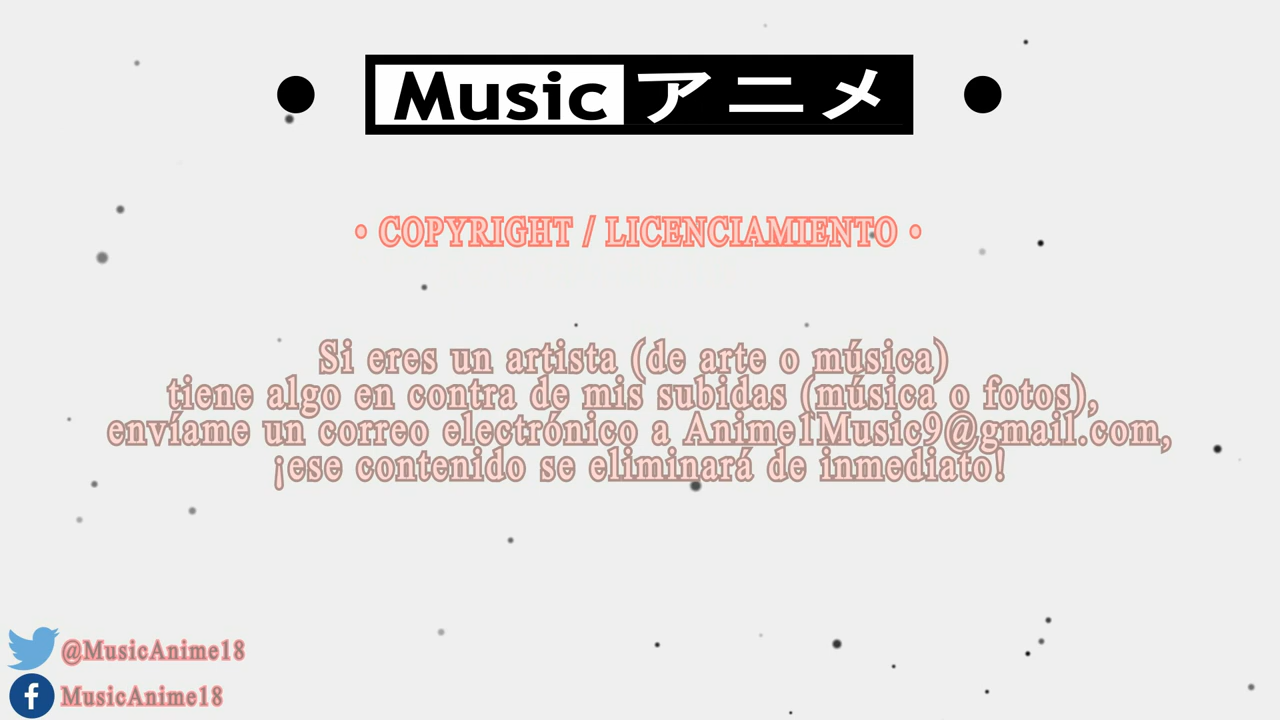 • Music アニメ •
• COPYRIGHT / LICENCIAMIENTO •
Si eres un artista (de arte o música)
tiene algo en contra de mis subidas (música o fotos),
envíame un correo electrónico a Anime1Music9@gmail.com,
¡ese contenido se eliminará de inmediato!
@MusicAnime18
MusicAnime18